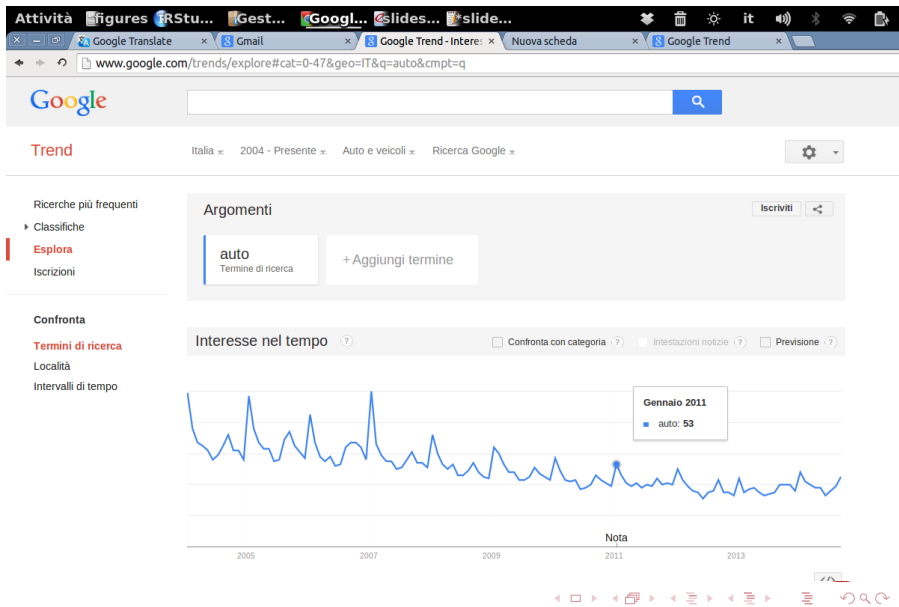 Attività figures RStu... Gest... Googl... slides... *slide... it
Google Translate × Gmail × Google Trend - Interes × Nuova scheda × Google Trend ×
www.google.com/trends/explore#cat=0-47&geo=IT&q=auto&cmpt=q
Google
Trend
Italia 2004 - Presente Auto e veicoli Ricerca Google
Ricerche più frequenti
Classifiche
Esplora
Iscrizioni
Confronta
Termini di ricerca
Località
Intervalli di tempo
Argomenti
Iscriviti
auto
Termine di ricerca
+Aggiungi termine
Interesse nel tempo ?
Confronta con categoria ? Intestazioni notizie ? Previsione ?
Gennaio 2011
auto: 53
Nota
2005 2007 2009 2011 2013
</>